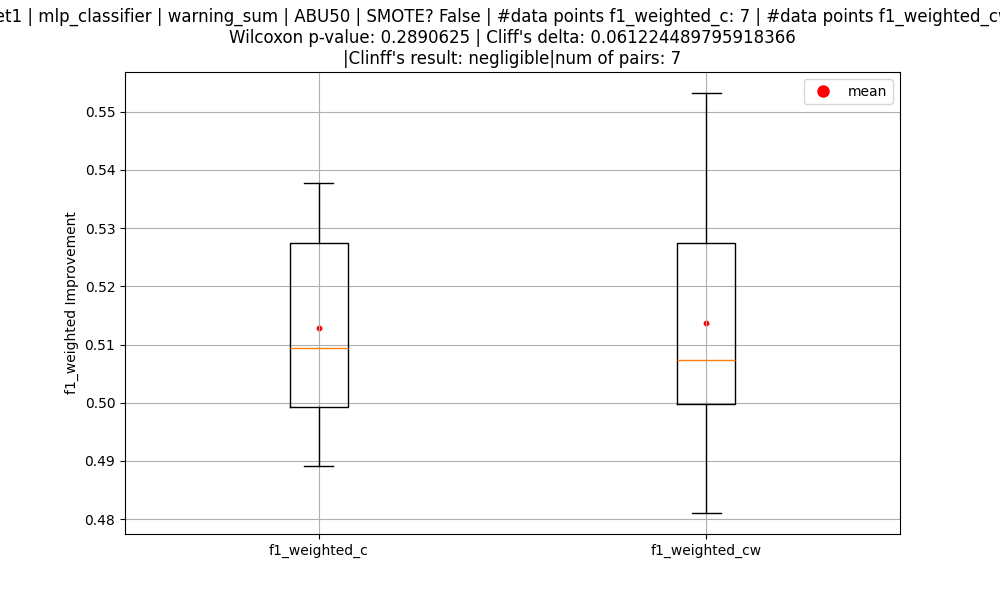 et1 | mlp_classifier | warning_sum | ABU50 | SMOTE? False | #data points f1_weighted_c: 7 | #data points f1_weighted_cw
Wilcoxon p-value: 0.2890625 | Cliff's delta: 0.061224489795918366
|Clinff's result: negligible|num of pairs: 7
mean
0.55
0.54
0.53
0.52
0.51
0.50
0.49
0.48
f1_weighted Improvement
f1_weighted_c
f1_weighted_cw